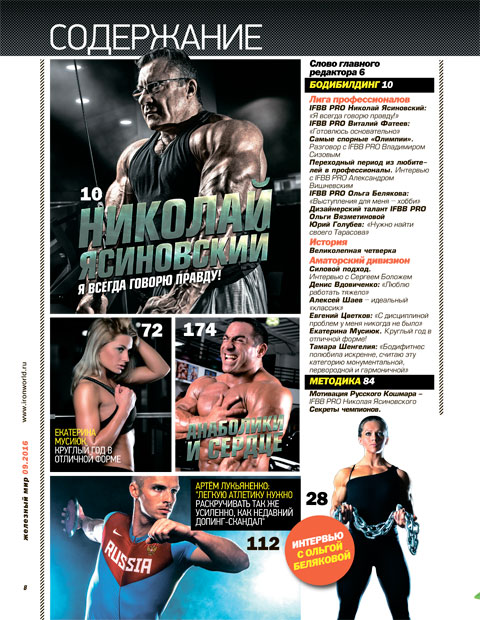 СОДЕРЖАНИЕ
10
НИКОЛАЙ
ЯСИНОВСКИЙ
Я ВСЕГДА ГОВОРЮ ПРАВДУ!
72
ЕКАТЕРИНА
МУСИЮК
КРУГЛЫЙ ГОД В
ОТЛИЧНОЙ ФОРМЕ
174
АНАБОЛИКИ
И СЕРДЦЕ
АРТЁМ ЛУКЬЯНЕНКО:
"ЛЕГКУЮ АТЛЕТИКУ НУЖНО
РАСКРУЧИВАТЬ ТАК ЖЕ
УСИЛЕННО, КАК НЕДАВНИЙ
ДОПИНГ-СКАНДАЛ"
112
RUSSIA
Слово главного
редактора 6
БОДИБИЛДИНГ 10
Лига профессионалов
IFBB PRO Николай Ясиновский:
«Я всегда говорю правду!»
IFBB PRO Виталий Фатеев:
«Готовлюсь основательно»
Самые спорные «Олимпии».
Разговор с IFBB PRO Владимиром
Сизовым
Переходный период из любите-
лей в профессионалы. Интервью
с IFBB PRO Александром
Вишневским
IFBB PRO Ольга Белякова:
«Выступления для меня – хобби»
Дизайнерский талант IFBB PRO
Ольги Вязметиновой
Юрий Голубев: «Нужно найти
своего Тарасова»
История
Великолепная четверка
Аматорский дивизион
Силовой подход.
Интервью с Сергеем Боложем
Денис Вдовиченко: «Люблю
работать тяжело»
Алексей Шаев – идеальный
«классик»
Евгений Цветков: «С дисциплиной
проблем у меня никогда не было»
Екатерина Мусиюк. Круглый год в
отличной форме!
Тамара Шенгелия: «Бодифитнес
полюбила искренне, считаю эту
категорию монументальной,
первородной и гармоничной»
МЕТОДИКА 84
Мотивация Русского Кошмара –
IFBB PRO Николая Ясиновского
Секреты чемпионов.
28
ИНТЕРВЬЮ
С ОЛЬГОЙ
БЕЛЯКОВОЙ
www.ironworld.ru
железный мир 09.2016
8